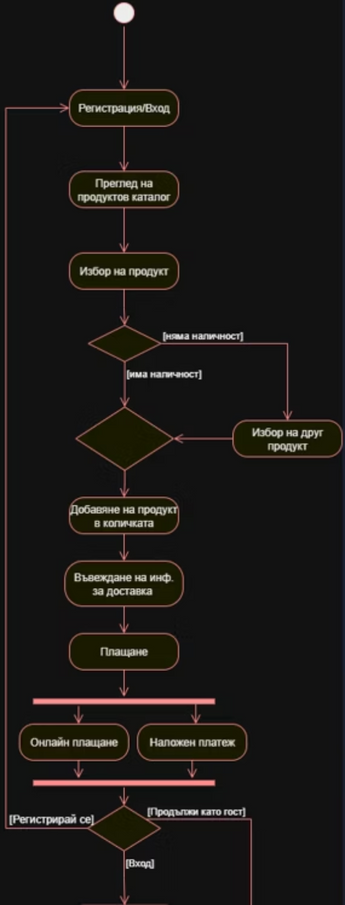 Регистрация/Вход
Преглед на
продуктов каталог
Избор на продукт
[няма наличност]
[има наличност]
Избор на друг
продукт
Добавяне на продукт
в количката
Въвеждане на инф.
за доставка
Плащане
Онлайн плащане
Наложен платеж
[Регистрирай се]
[Продължи като гост]
[Вход]